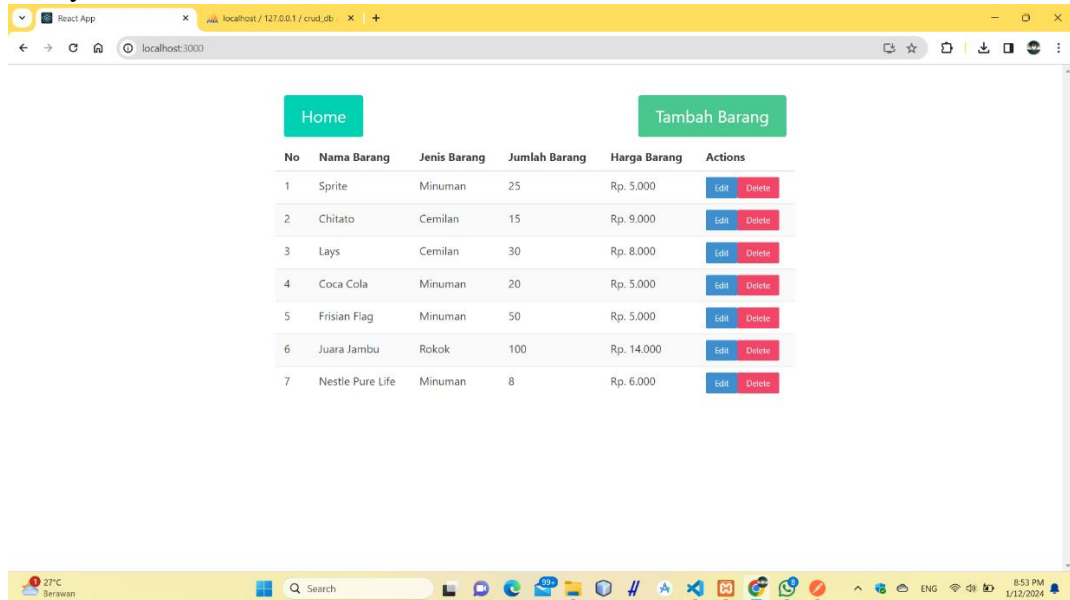 React App
localhost / 127.0.0.1 / crud_db
localhost:3000
Home
Tambah Barang
No Nama Barang Jenis Barang Jumlah Barang Harga Barang Actions
1 Sprite Minuman 25 Rp. 5.000 Edit Delete
2 Chitato Cemilan 15 Rp. 9.000 Edit Delete
3 Lays Cemilan 30 Rp. 8.000 Edit Delete
4 Coca Cola Minuman 20 Rp. 5.000 Edit Delete
5 Frisian Flag Minuman 50 Rp. 5.000 Edit Delete
6 Juara Jambu Rokok 100 Rp. 14.000 Edit Delete
7 Nestle Pure Life Minuman 8 Rp. 6.000 Edit Delete
1
27°C
Berawan
Search
99+
ENG
8:53 PM
1/12/2024